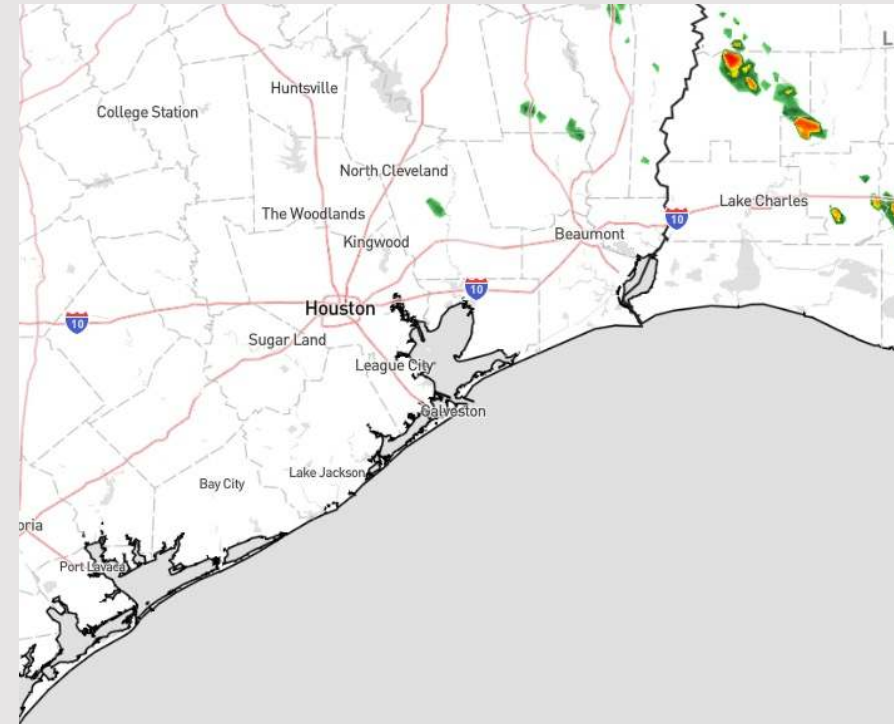 L
Huntsville
College Station
North Cleveland
Lake Charles
The Woodlands
10
Beaumont
Kingwood
10
Houston
10
Sugar Land
League City
Galveston
Lake Jackson
Bay City
oria
Port Lavaca